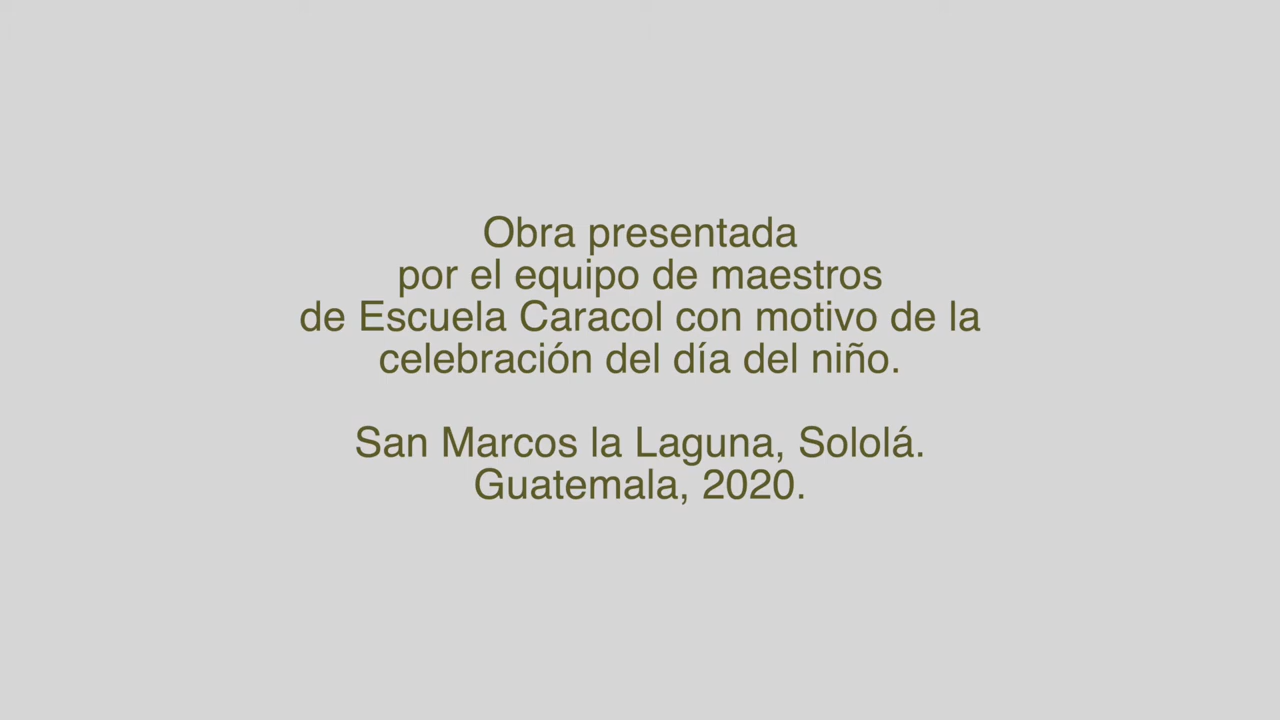 Obra presentada
por el equipo de maestros
de Escuela Caracol con motivo de la
celebración del día del niño.
San Marcos la Laguna, Sololá.
Guatemala, 2020.